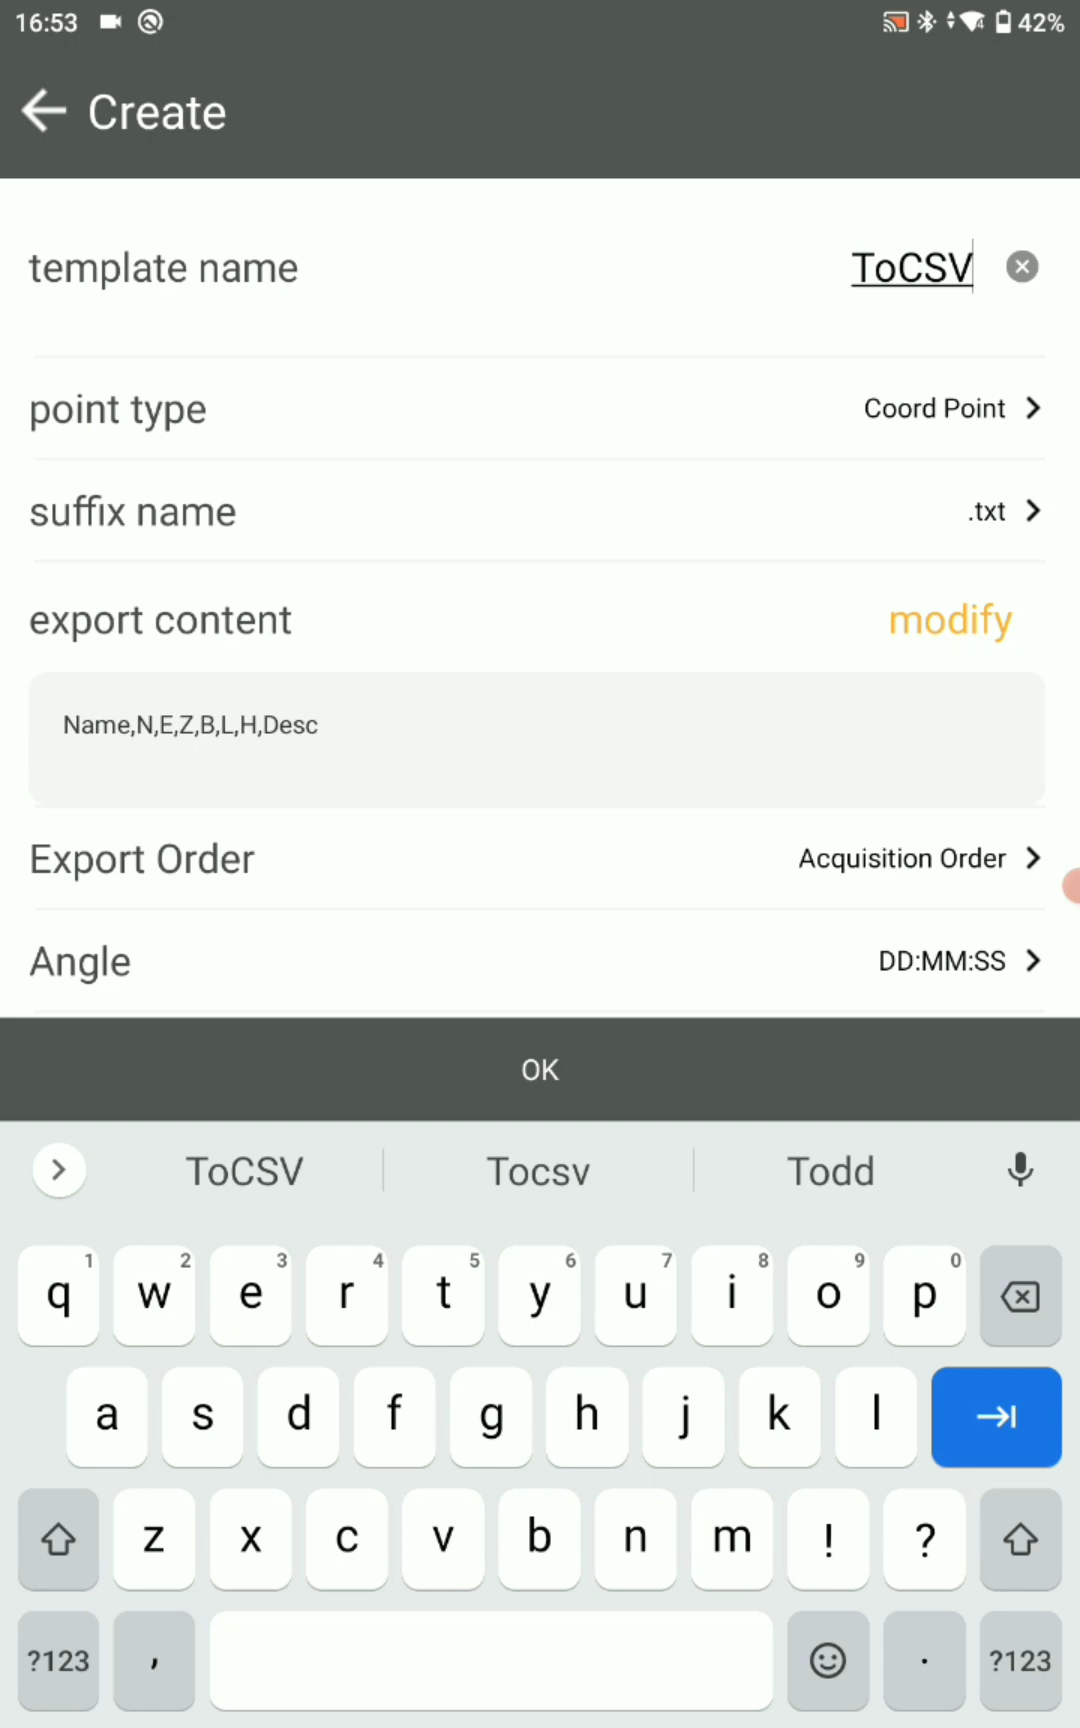 16:53 42%
Create
template name ToCSV
point type Coord Point
suffix name .txt
export content modify
Name,N,E,Z,B,L,H,Desc
Export Order Acquisition Order
Angle DD:MM:SS
OK
ToCSV Tocsv Todd
q 1 w 2 e 3 r 4 t 5 y 6 u 7 i 8 o 9 p 0
a s d f g h j k l
z x c v b n m ! ?
?123 , . ?123